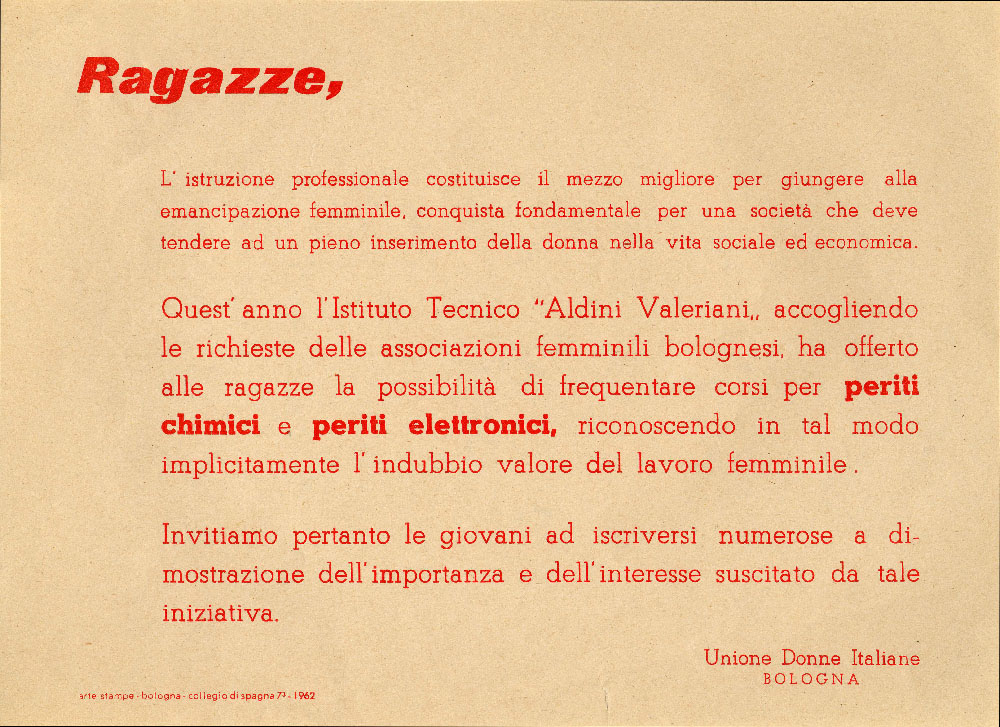 Ragazze,
L' istruzione professionale costituisce il mezzo migliore per giungere alla
emancipazione femminile, conquista fondamentale per una società che deve
tendere ad un pieno inserimento della donna nella vita sociale ed economica.
Quest' anno l'Istituto Tecnico "Aldini Valeriani„ accogliendo
le richieste delle associazioni femminili bolognesi, ha offerto
alle ragazze la possibilità di frequentare corsi per periti
chimici e periti elettronici, riconoscendo in tal modo
implicitamente l' indubbio valore del lavoro femminile.
Invitiamo pertanto le giovani ad iscriversi numerose a di-
mostrazione dell'importanza e dell'interesse suscitato da tale
iniziativa.
Unione Donne Italiane
BOLOGNA
arte stampe - bologna - collegio di spagna 7³ - 1962